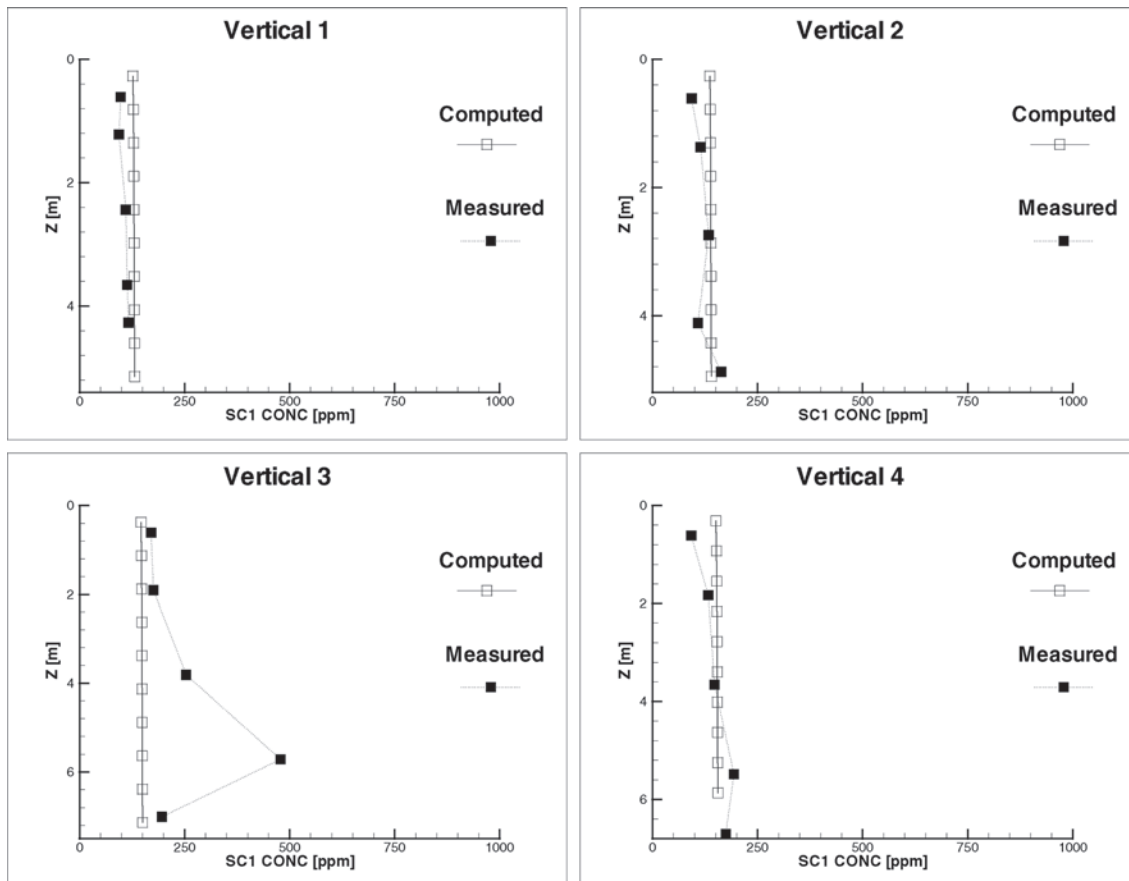 Vertical 1
0
2
4
Z [m]
Computed
Measured
0
250
500
750
1000
SC1 CONC [ppm]
Vertical 2
0
2
4
Z [m]
Computed
Measured
0
250
500
750
1000
SC1 CONC [ppm]
Vertical 3
0
2
4
6
Z [m]
Computed
Measured
0
250
500
750
1000
SC1 CONC [ppm]
Vertical 4
0
2
4
6
Z [m]
Computed
Measured
0
250
500
750
1000
SC1 CONC [ppm]